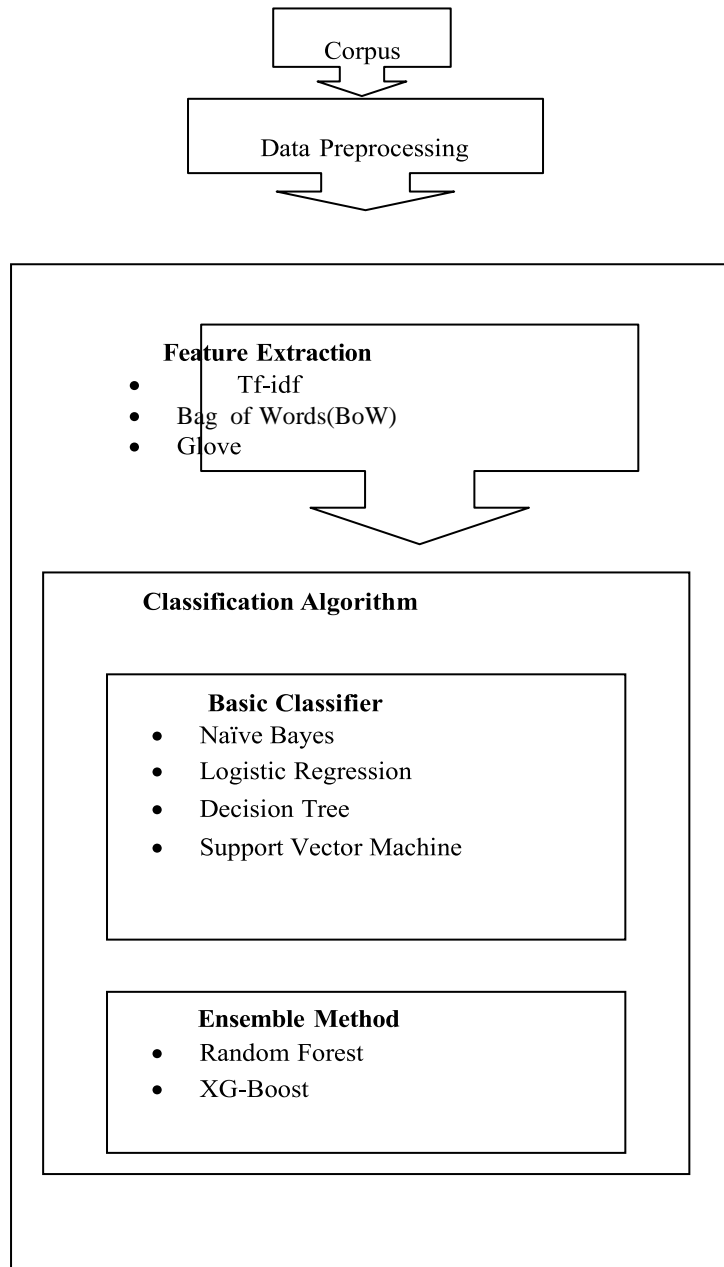 Corpus
Data Preprocessing
Feature Extraction
• Tf-idf
• Bag of Words(BoW)
• Glove
Classification Algorithm
Basic Classifier
• Naïve Bayes
• Logistic Regression
• Decision Tree
• Support Vector Machine
Ensemble Method
• Random Forest
• XG-Boost